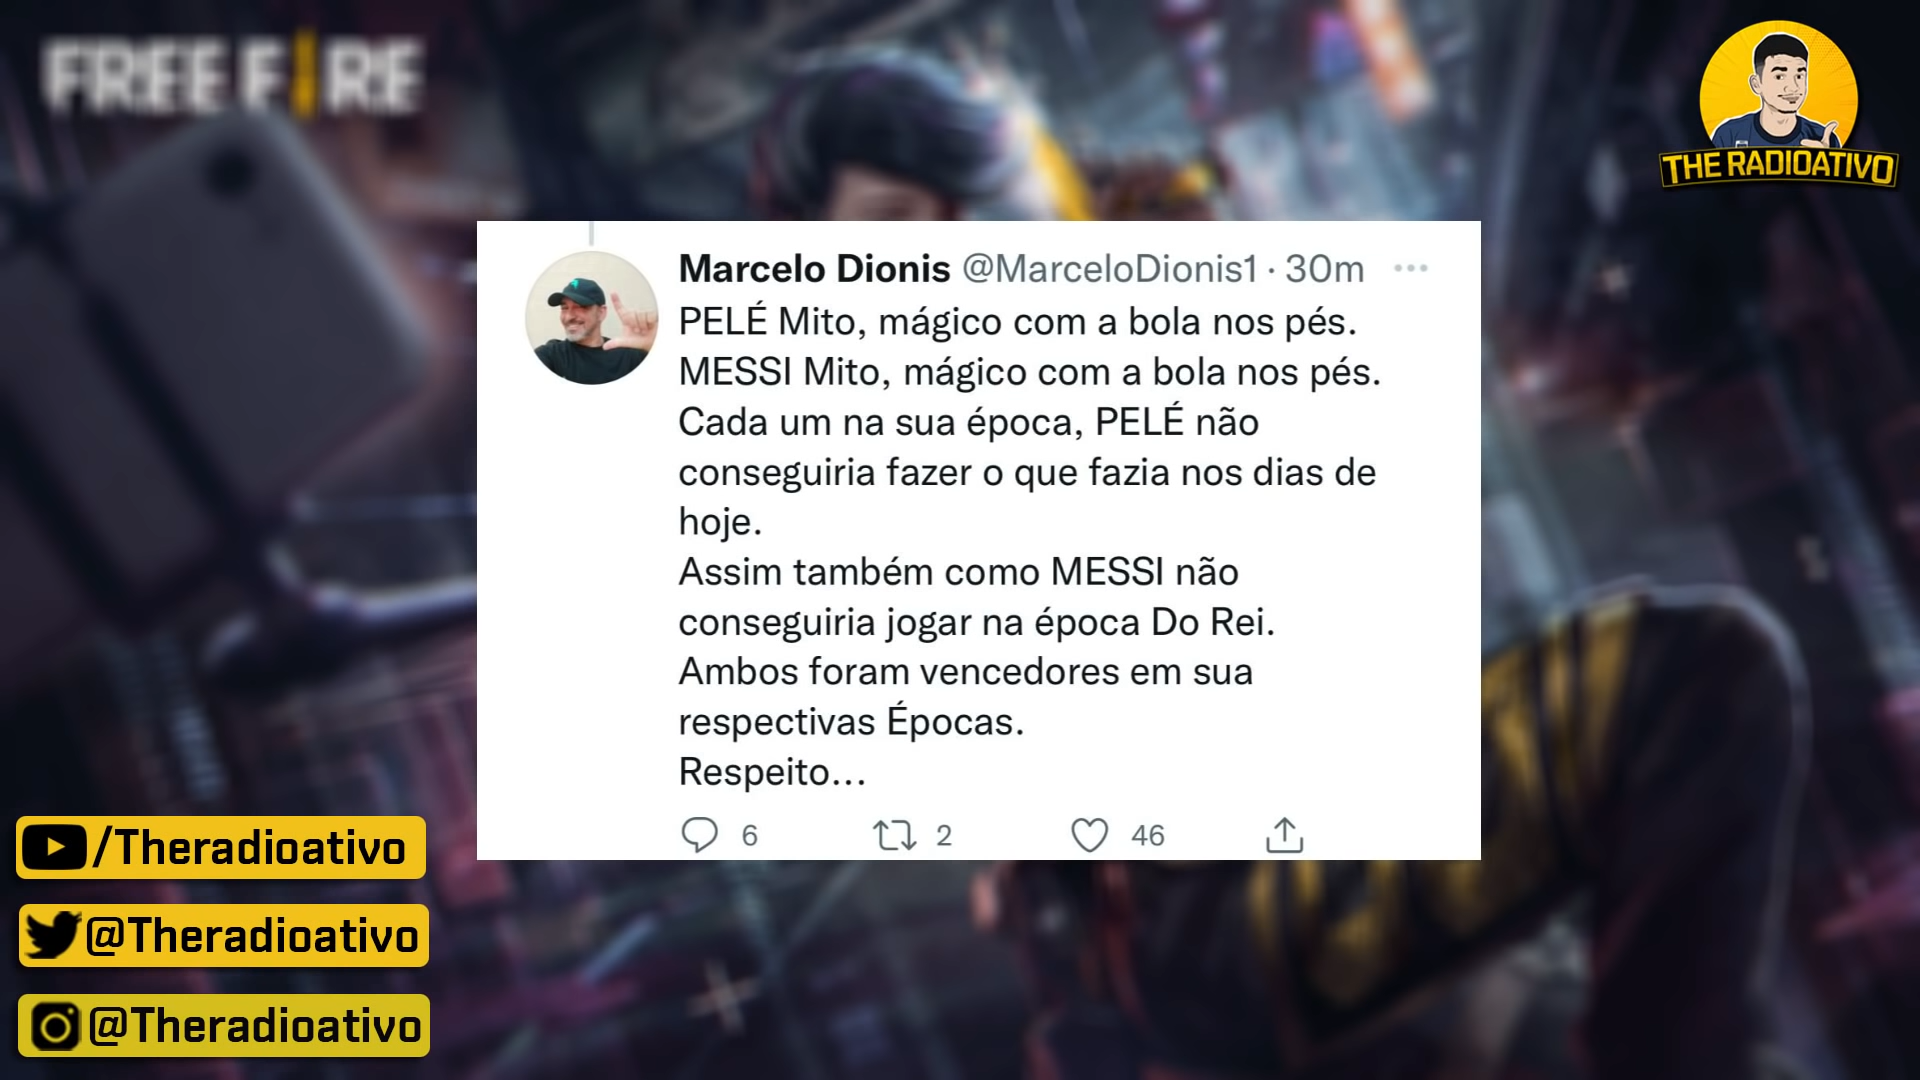 FREE FIRE
THE RADIOATIVO
Marcelo Dionis @MarceloDionis1 · 30m
PELÉ Mito, mágico com a bola nos pés.
MESSI Mito, mágico com a bola nos pés.
Cada um na sua época, PELÉ não
conseguiria fazer o que fazia nos dias de
hoje.
Assim também como MESSI não
conseguiria jogar na época Do Rei.
Ambos foram vencedores em sua
respectivas Épocas.
Respeito...
6 2 46
/Theradioativo
@Theradioativo
@Theradioativo